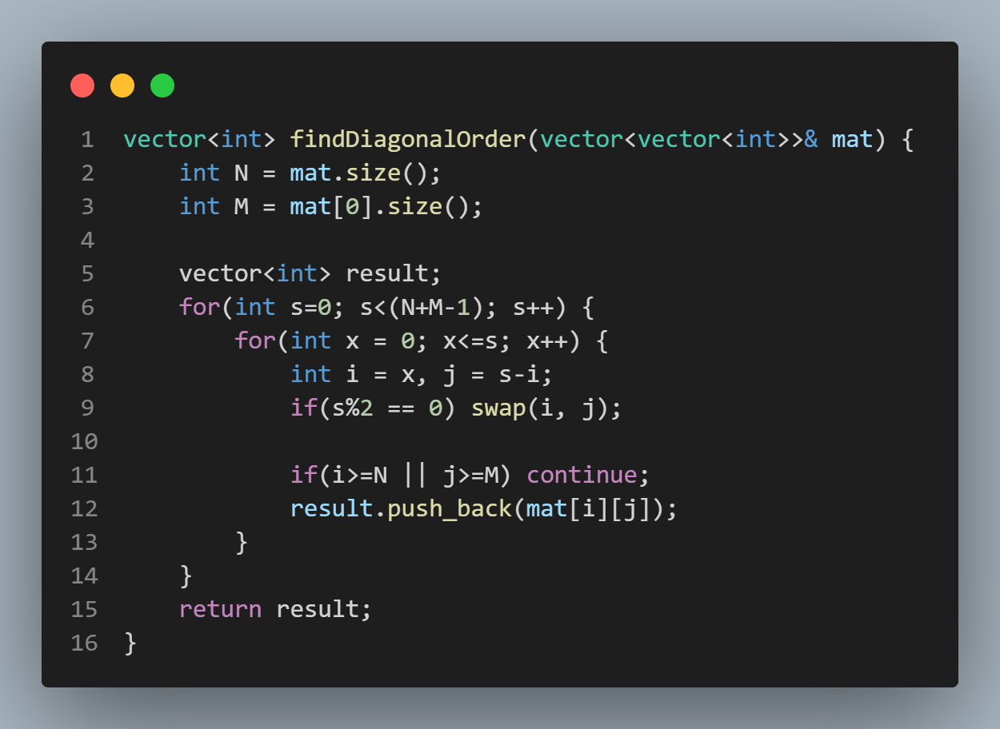 1 vector<int> findDiagonalOrder(vector<vector<int>>& mat) {
2     int N = mat.size();
3     int M = mat[0].size();
4
5     vector<int> result;
6     for(int s=0; s<(N+M-1); s++) {
7         for(int x = 0; x<=s; x++) {
8             int i = x, j = s-i;
9             if(s%2 == 0) swap(i, j);
10
11             if(i>=N || j>=M) continue;
12             result.push_back(mat[i][j]);
13         }
14     }
15     return result;
16 }